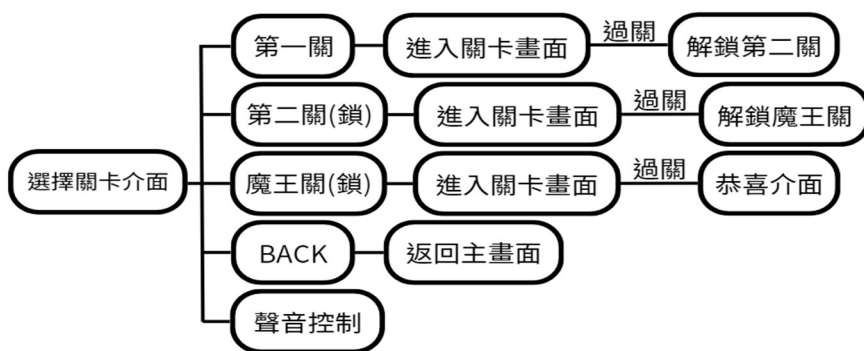 第一關
進入關卡畫面
過關
解鎖第二關
第二關(鎖)
進入關卡畫面
過關
解鎖魔王關
選擇關卡介面
魔王關(鎖)
進入關卡畫面
過關
恭喜介面
BACK
返回主畫面
聲音控制